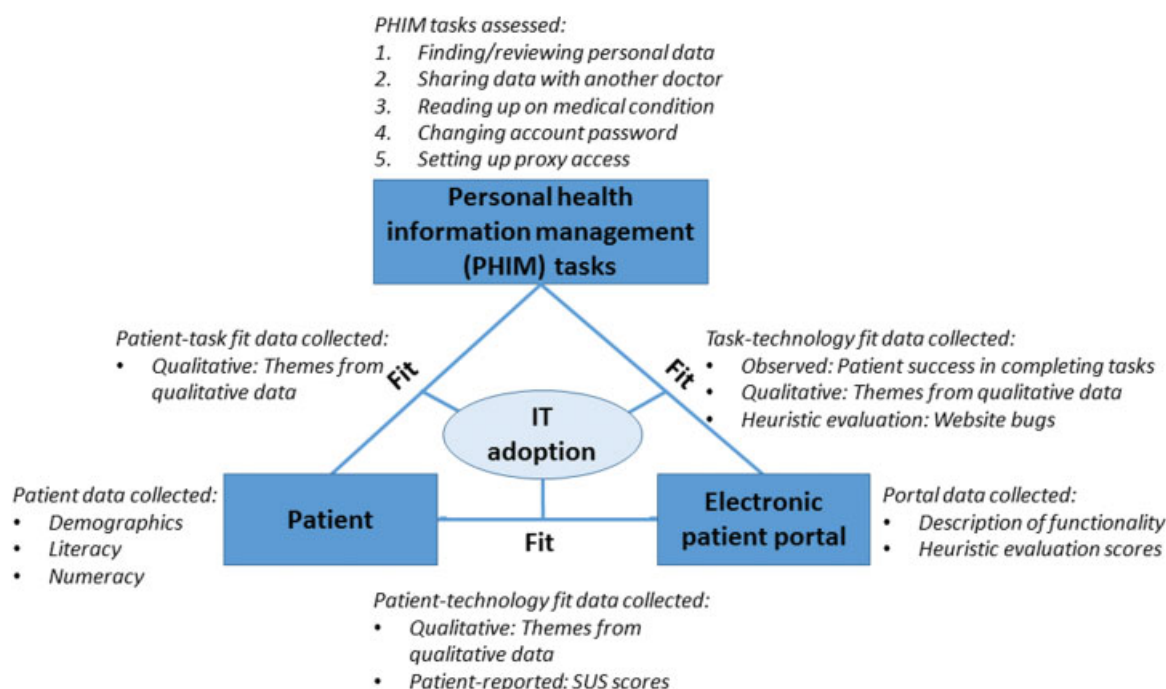 PHIM tasks assessed:
1. Finding/reviewing personal data
2. Sharing data with another doctor
3. Reading up on medical condition
4. Changing account password
5. Setting up proxy access
Personal health
information management
(PHIM) tasks
Patient-task fit data collected:
• Qualitative: Themes from
qualitative data
Fit
Task-technology fit data collected:
• Observed: Patient success in completing tasks
• Qualitative: Themes from qualitative data
• Heuristic evaluation: Website bugs
Fit
IT
adoption
Patient data collected:
• Demographics
• Literacy
• Numeracy
Patient
Fit
Electronic
patient portal
Portal data collected:
• Description of functionality
• Heuristic evaluation scores
Patient-technology fit data collected:
• Qualitative: Themes from
qualitative data
• Patient-reported: SUS scores